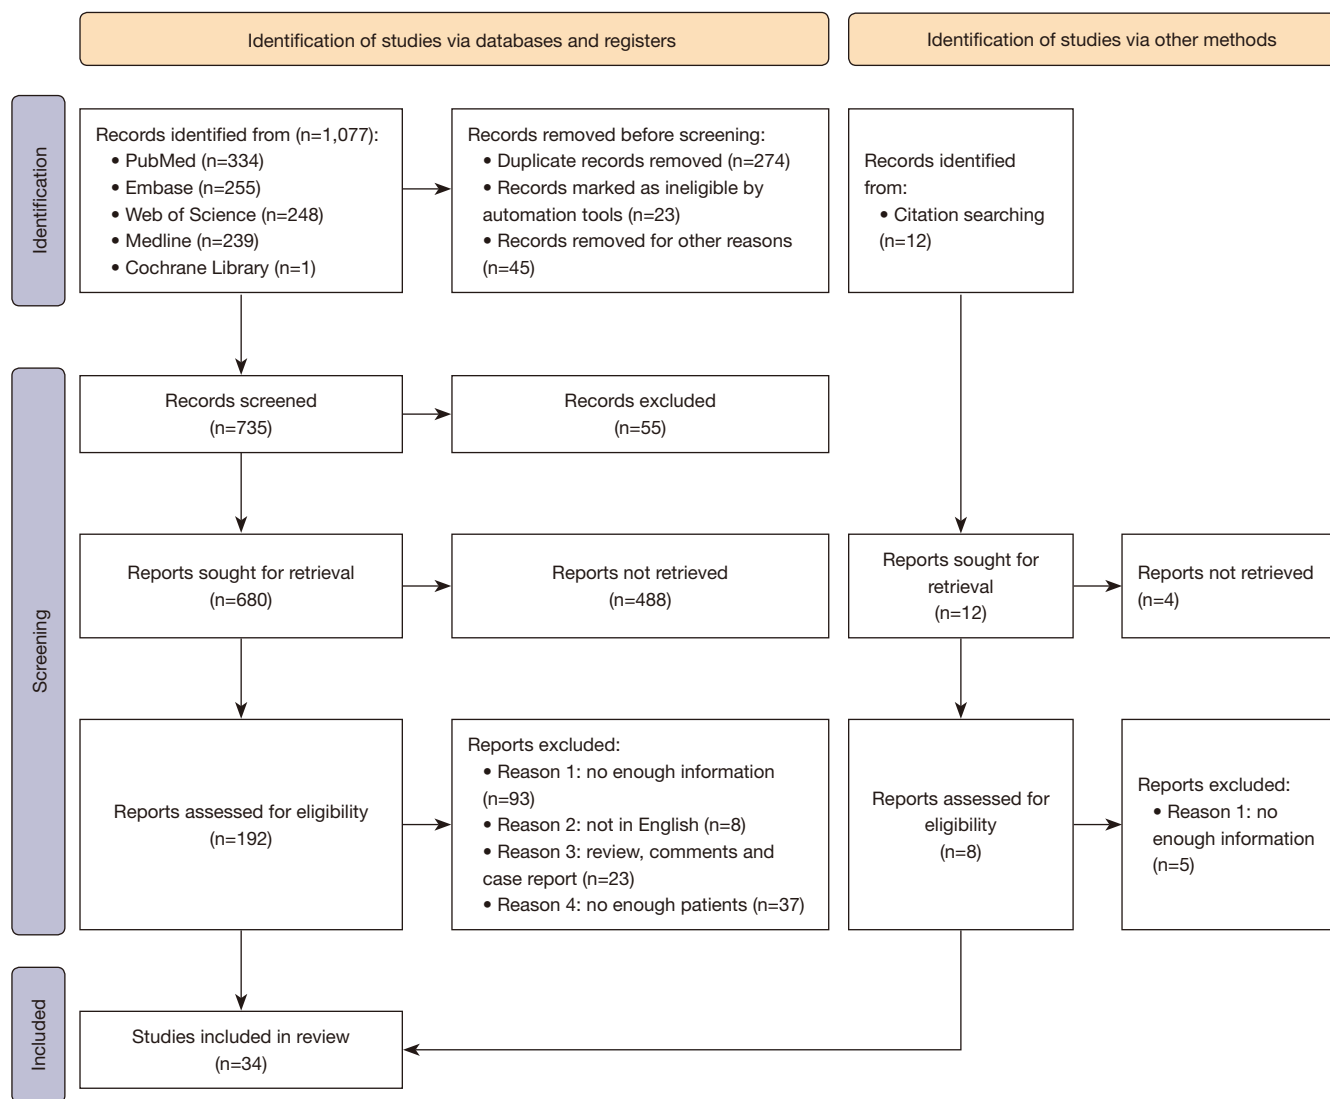 Identification of studies via databases and registers
Identification of studies via other methods
Identification
Records identified from (n=1,077):
• PubMed (n=334)
• Embase (n=255)
• Web of Science (n=248)
• Medline (n=239)
• Cochrane Library (n=1)
Records removed before screening:
• Duplicate records removed (n=274)
• Records marked as ineligible by
automation tools (n=23)
• Records removed for other reasons
(n=45)
Records identified
from:
• Citation searching
(n=12)
Screening
Records screened
(n=735)
Records excluded
(n=55)
Reports sought for retrieval
(n=680)
Reports not retrieved
(n=488)
Reports sought for
retrieval
(n=12)
Reports not retrieved
(n=4)
Reports assessed for eligibility
(n=192)
Reports excluded:
• Reason 1: no enough information
(n=93)
• Reason 2: not in English (n=8)
• Reason 3: review, comments and
case report (n=23)
• Reason 4: no enough patients (n=37)
Reports assessed for
eligibility
(n=8)
Reports excluded:
• Reason 1: no
enough information
(n=5)
Included
Studies included in review
(n=34)